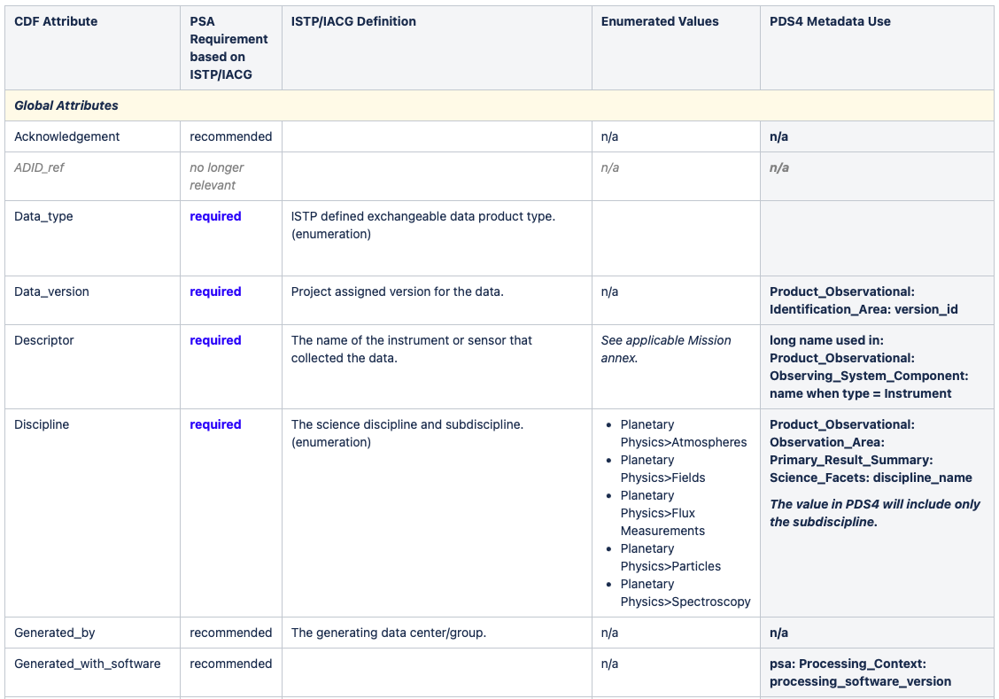 CDF Attribute
PSA
Requirement
based on
ISTP/IACG
ISTP/IACG Definition
Enumerated Values
PDS4 Metadata Use
Global Attributes
Acknowledgement
recommended
n/a
n/a
ADID_ref
no longer
relevant
n/a
n/a
Data_type
required
ISTP defined exchangeable data product type.
(enumeration)
Data_version
required
Project assigned version for the data.
n/a
Product_Observational:
Identification_Area: version_id
Descriptor
required
The name of the instrument or sensor that
collected the data.
See applicable Mission
annex.
long name used in:
Product_Observational:
Observing_System_Component:
name when type = Instrument
Discipline
required
The science discipline and subdiscipline.
(enumeration)
• Planetary
Physics>Atmospheres
• Planetary
Physics>Fields
• Planetary
Physics>Flux
Measurements
• Planetary
Physics>Particles
• Planetary
Physics>Spectroscopy
Product_Observational:
Observation_Area:
Primary_Result_Summary:
Science_Facets: discipline_name
The value in PDS4 will include only
the subdiscipline.
Generated_by
recommended
The generating data center/group.
n/a
n/a
Generated_with_software
recommended
n/a
psa: Processing_Context:
processing_software_version